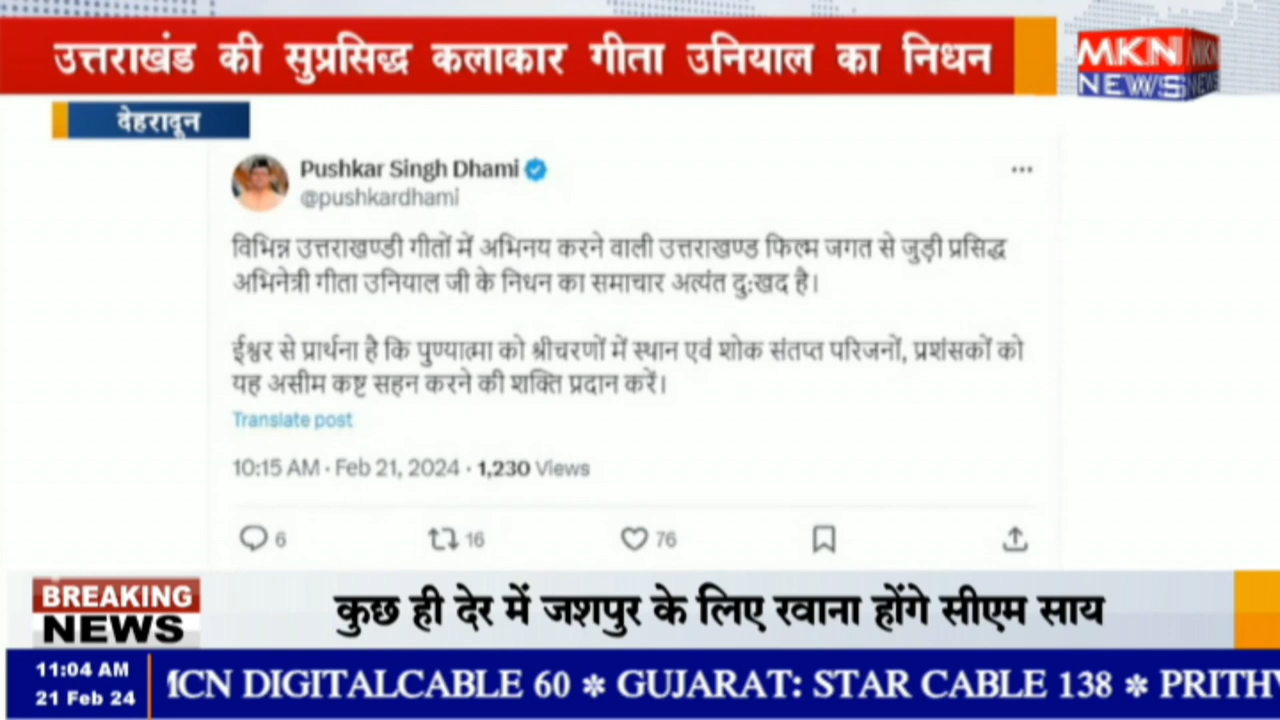 उत्तराखंड की सुप्रसिद्ध कलाकार गीता उनियाल का निधन
MKN
NEWS
देहरादून
Pushkar Singh Dhami
@pushkardhami
विभिन्न उत्तराखण्डी गीतों में अभिनय करने वाली उत्तराखण्ड फिल्म जगत से जुड़ी प्रसिद्ध
अभिनेत्री गीता उनियाल जी के निधन का समाचार अत्यंत दुःखद है।
ईश्वर से प्रार्थना है कि पुण्यात्मा को श्रीचरणों में स्थान एवं शोक संतप्त परिजनों, प्रशंसकों को
यह असीम कष्ट सहन करने की शक्ति प्रदान करें।
Translate post
10:15 AM · Feb 21, 2024 · 1,230 Views
6 16 76
BREAKING
NEWS
कुछ ही देर में जशपुर के लिए रवाना होंगे सीएम साय
11:04 AM
21 Feb 24
CN DIGITALCABLE 60 * GUJARAT: STAR CABLE 138 * PRITH